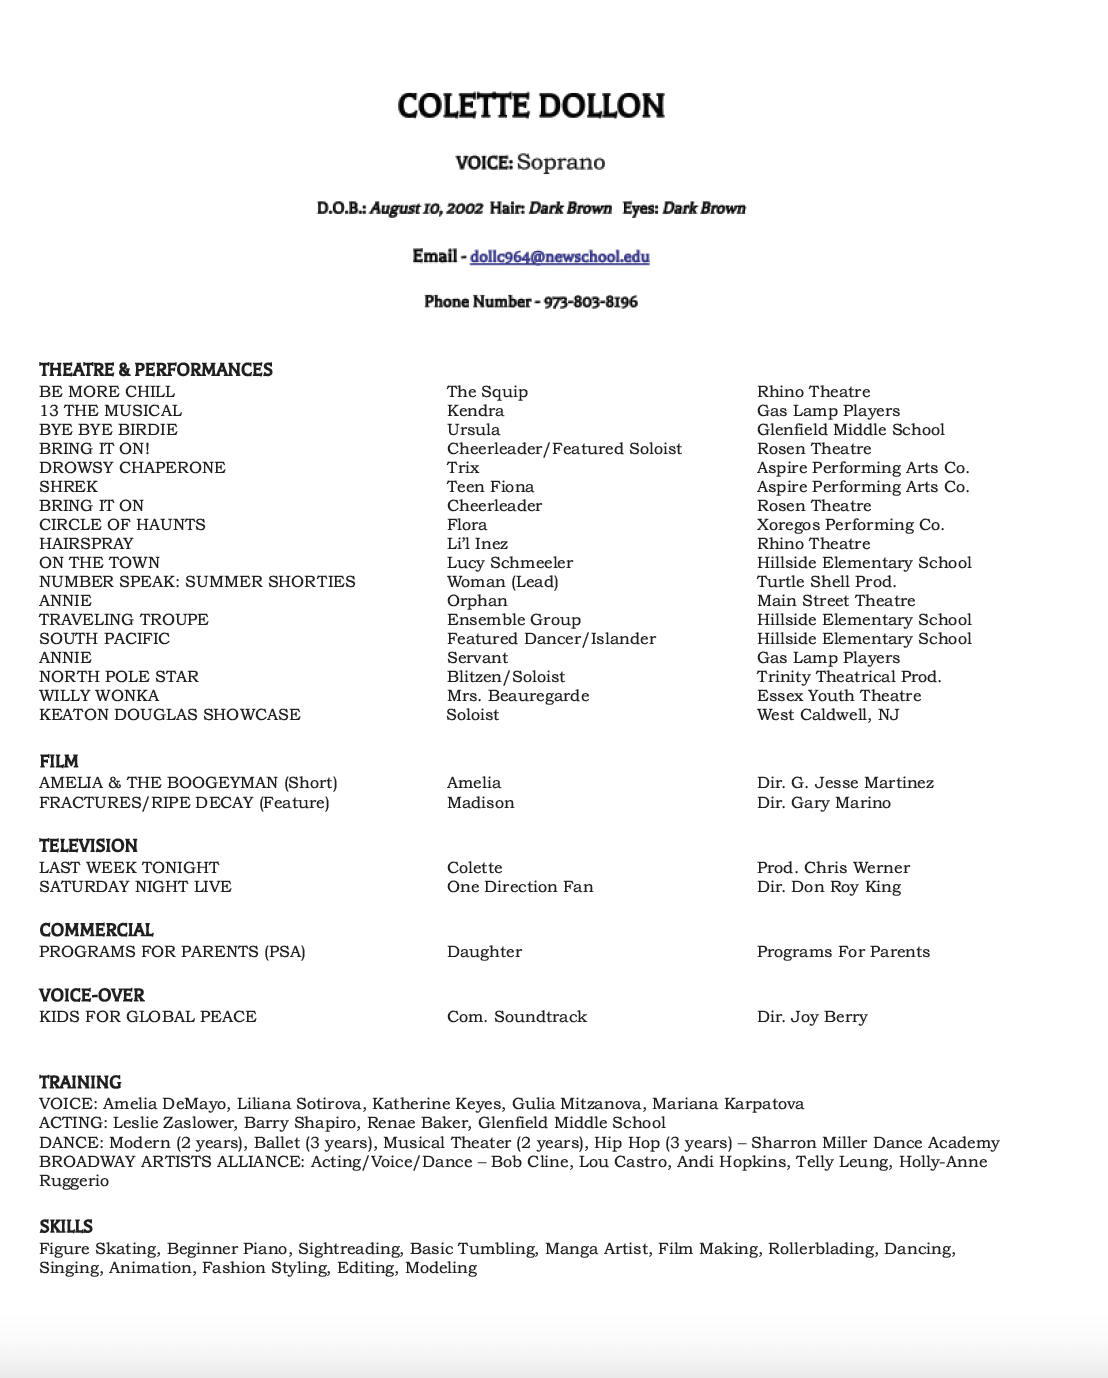 COLETTE DOLLON
VOICE: Soprano
D.O.B.: August 10, 2002 Hair: Dark Brown Eyes: Dark Brown
Email - dollc964@newschool.edu
Phone Number - 973-803-8196
THEATRE & PERFORMANCES
BE MORE CHILL The Squip Rhino Theatre
13 THE MUSICAL Kendra Gas Lamp Players
BYE BYE BIRDIE Ursula Glenfield Middle School
BRING IT ON! Cheerleader/Featured Soloist Rosen Theatre
DROWSY CHAPERONE Trix Aspire Performing Arts Co.
SHREK Teen Fiona Aspire Performing Arts Co.
BRING IT ON Cheerleader Rosen Theatre
CIRCLE OF HAUNTS Flora Xoregos Performing Co.
HAIRSPRAY Li'l Inez Rhino Theatre
ON THE TOWN Lucy Schmeeler Hillside Elementary School
NUMBER SPEAK: SUMMER SHORTIES Woman (Lead) Turtle Shell Prod.
ANNIE Orphan Main Street Theatre
TRAVELING TROUPE Ensemble Group Hillside Elementary School
SOUTH PACIFIC Featured Dancer/Islander Hillside Elementary School
ANNIE Servant Gas Lamp Players
NORTH POLE STAR Blitzen/Soloist Trinity Theatrical Prod.
WILLY WONKA Mrs. Beauregarde Essex Youth Theatre
KEATON DOUGLAS SHOWCASE Soloist West Caldwell, NJ
FILM
AMELIA & THE BOOGEYMAN (Short) Amelia Dir. G. Jesse Martinez
FRACTURES/RIPE DECAY (Feature) Madison Dir. Gary Marino
TELEVISION
LAST WEEK TONIGHT Colette Prod. Chris Werner
SATURDAY NIGHT LIVE One Direction Fan Dir. Don Roy King
COMMERCIAL
PROGRAMS FOR PARENTS (PSA) Daughter Programs For Parents
VOICE-OVER
KIDS FOR GLOBAL PEACE Com. Soundtrack Dir. Joy Berry
TRAINING
VOICE: Amelia DeMayo, Liliana Sotirova, Katherine Keyes, Gulia Mitzanova, Mariana Karpatova
ACTING: Leslie Zaslower, Barry Shapiro, Renae Baker, Glenfield Middle School
DANCE: Modern (2 years), Ballet (3 years), Musical Theater (2 years), Hip Hop (3 years) – Sharron Miller Dance Academy
BROADWAY ARTISTS ALLIANCE: Acting/Voice/Dance – Bob Cline, Lou Castro, Andi Hopkins, Telly Leung, Holly-Anne
Ruggerio
SKILLS
Figure Skating, Beginner Piano, Sightreading, Basic Tumbling, Manga Artist, Film Making, Rollerblading, Dancing,
Singing, Animation, Fashion Styling, Editing, Modeling